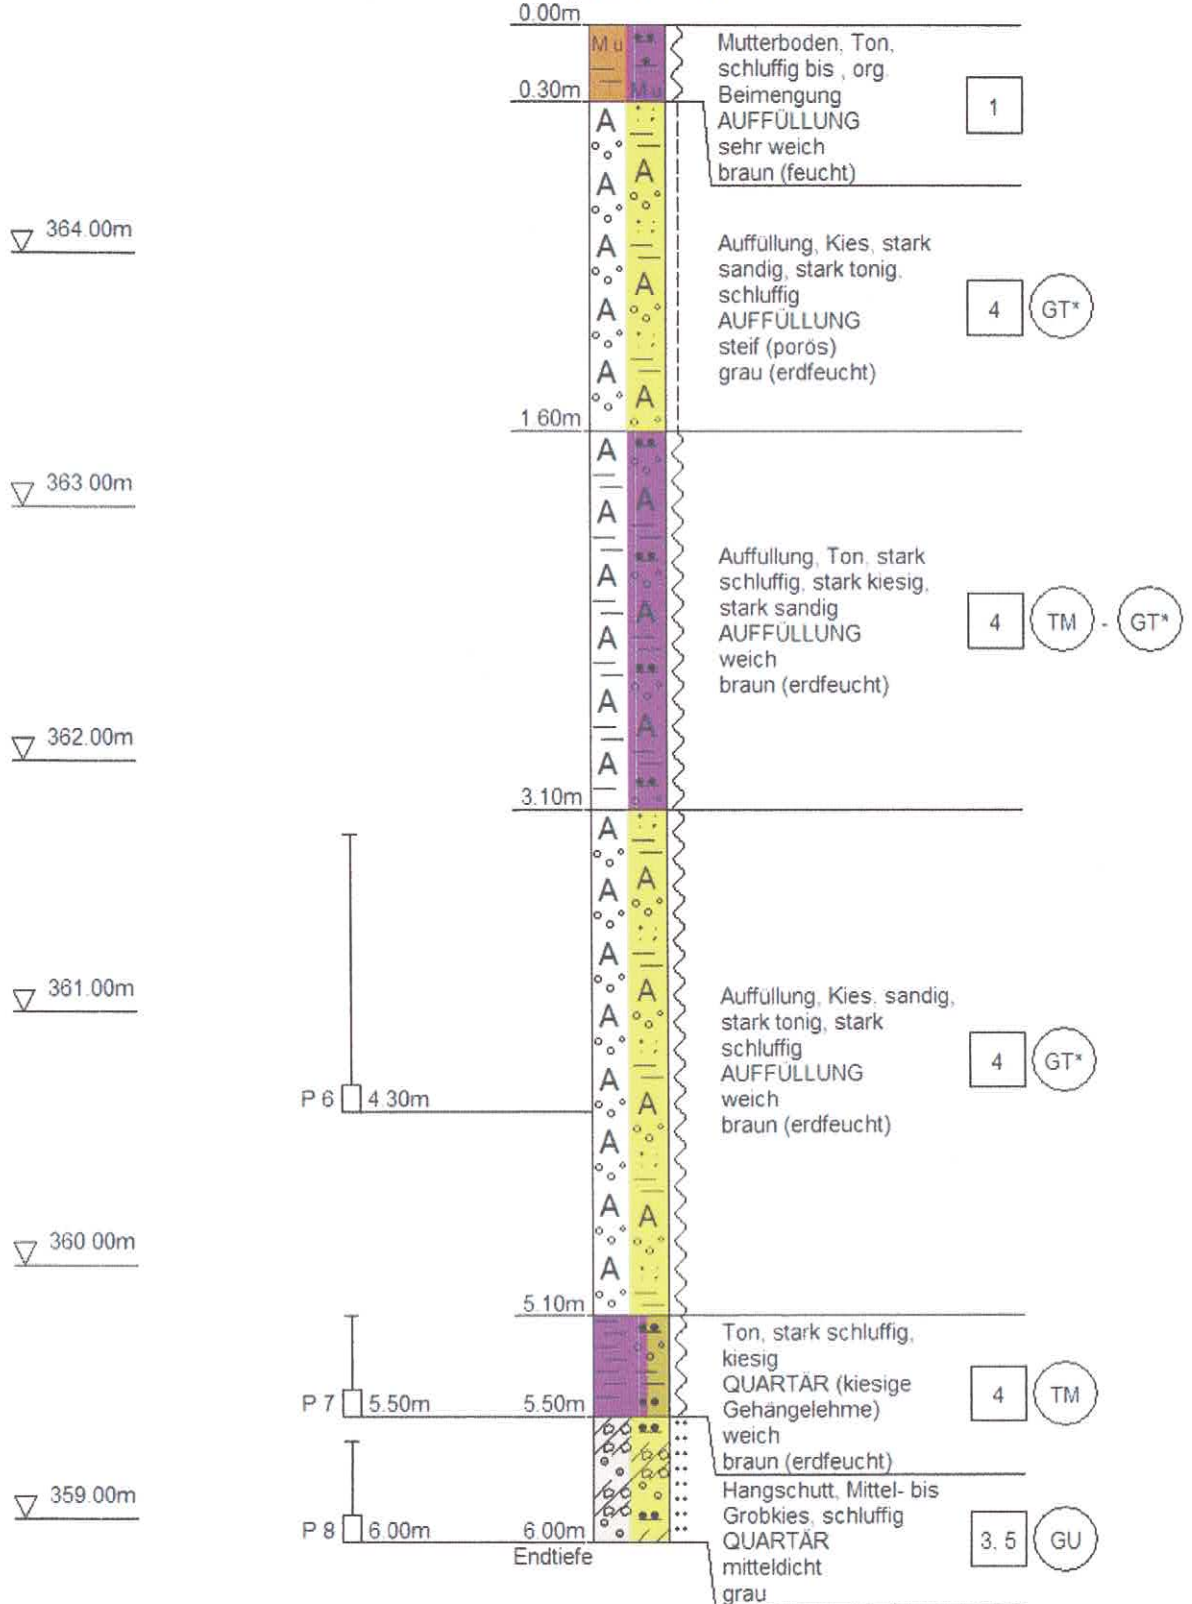 0.00m
Mu
Mu
Mutterboden, Ton,
schluffig bis , org.
Beimengung
AUFFÜLLUNG
sehr weich
braun (feucht)
1
0.30m
A
A
A
A
A
A
A
A
364.00m
Auffüllung, Kies, stark
sandig, stark tonig,
schluffig
AUFFÜLLUNG
steif (porös)
grau (erdfeucht)
4 GT*
1.60m
A
A
A
A
A
A
A
A
A
363 00m
Auffullung, Ton, stark
schluffig, stark kiesig,
stark sandig
AUFFÜLLUNG
weich
braun (erdfeucht)
4 TM - GT*
362.00m
3.10m
A
A
A
A
A
A
A
A
A
A
A
A
361.00m
Auffüllung, Kies, sandig,
stark tonig, stark
schluffig
AUFFÜLLUNG
weich
braun (erdfeucht)
4 GT*
P 6 4 30m
360 00m
5.10m
Ton, stark schluffig,
kiesig
QUARTÄR (kiesige
Gehängelehme)
weich
braun (erdfeucht)
4 TM
P 7 5.50m 5.50m
359.00m
Hangschutt, Mittel- bis
Grobkies, schluffig
QUARTÄR
mitteldicht
grau
3, 5 GU
P 8 6.00m 6.00m
Endtiefe